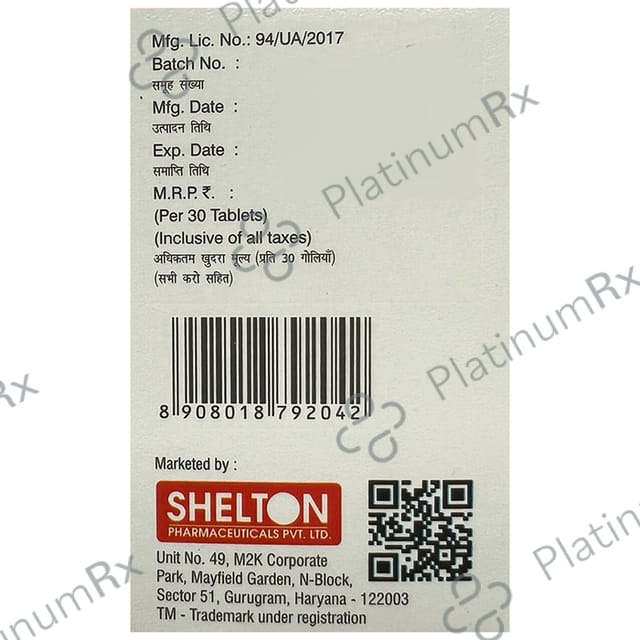 Mfg. Lic. No.: 94/UA/2017
Batch No. :
समूह संख्या
Mfg. Date :
उत्पादन तिथि
Exp. Date :
समाप्ति तिथि
M.R.P. ₹. :
(Per 30 Tablets)
(Inclusive of all taxes)
अधिकतम खुदरा मूल्य (प्रति 30 गोलियाँ)
(सभी करो सहित)
8 908018 792042
Marketed by :
SHELTON
PHARMACEUTICALS PVT. LTD.
Unit No. 49, M2K Corporate
Park, Mayfield Garden, N-Block,
Sector 51, Gurugram, Haryana - 122003
TM - Trademark under registration
PlatinumRx
PlatinumRx
PlatinumRx